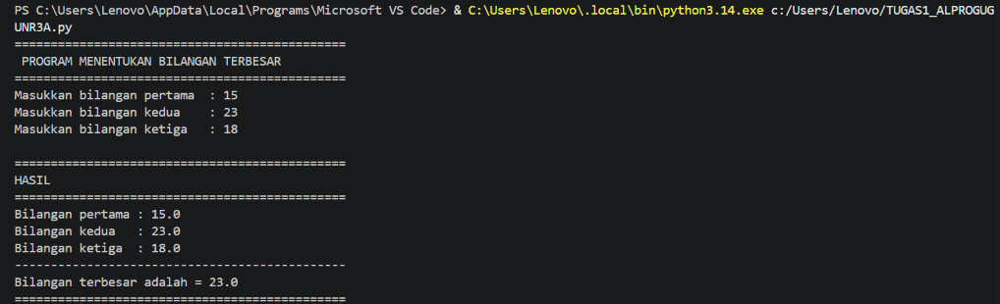 PS C:\Users\Lenovo\AppData\Local\Programs\Microsoft VS Code> & C:\Users\Lenovo\.local\bin\python3.14.exe c:/Users/Lenovo/TUGAS1_ALPROGUG
UNR3A.py
==============================================
 PROGRAM MENENTUKAN BILANGAN TERBESAR
==============================================
Masukkan bilangan pertama  : 15
Masukkan bilangan kedua    : 23
Masukkan bilangan ketiga   : 18

==============================================
HASIL
==============================================
Bilangan pertama : 15.0
Bilangan kedua   : 23.0
Bilangan ketiga  : 18.0
----------------------------------------------
Bilangan terbesar adalah = 23.0
==============================================